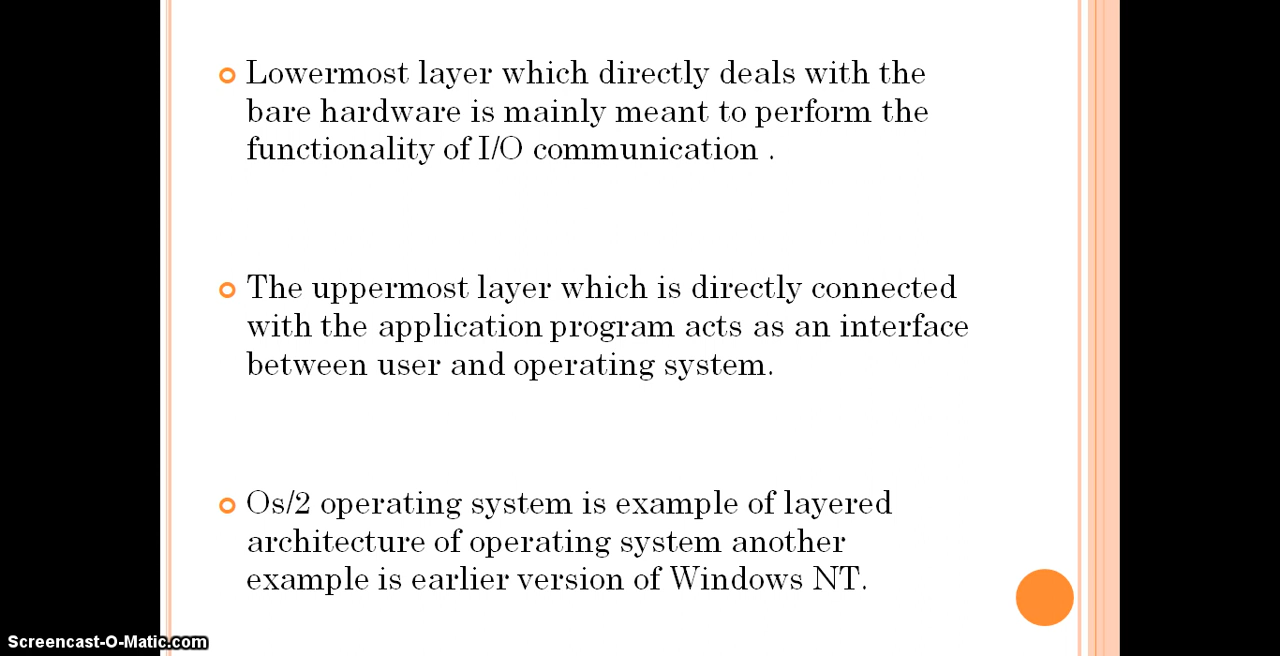 Lowermost layer which directly deals with the
bare hardware is mainly meant to perform the
functionality of I/O communication .
The uppermost layer which is directly connected
with the application program acts as an interface
between user and operating system.
Os/2 operating system is example of layered
architecture of operating system another
example is earlier version of Windows NT.
Screencast-O-Matic.com